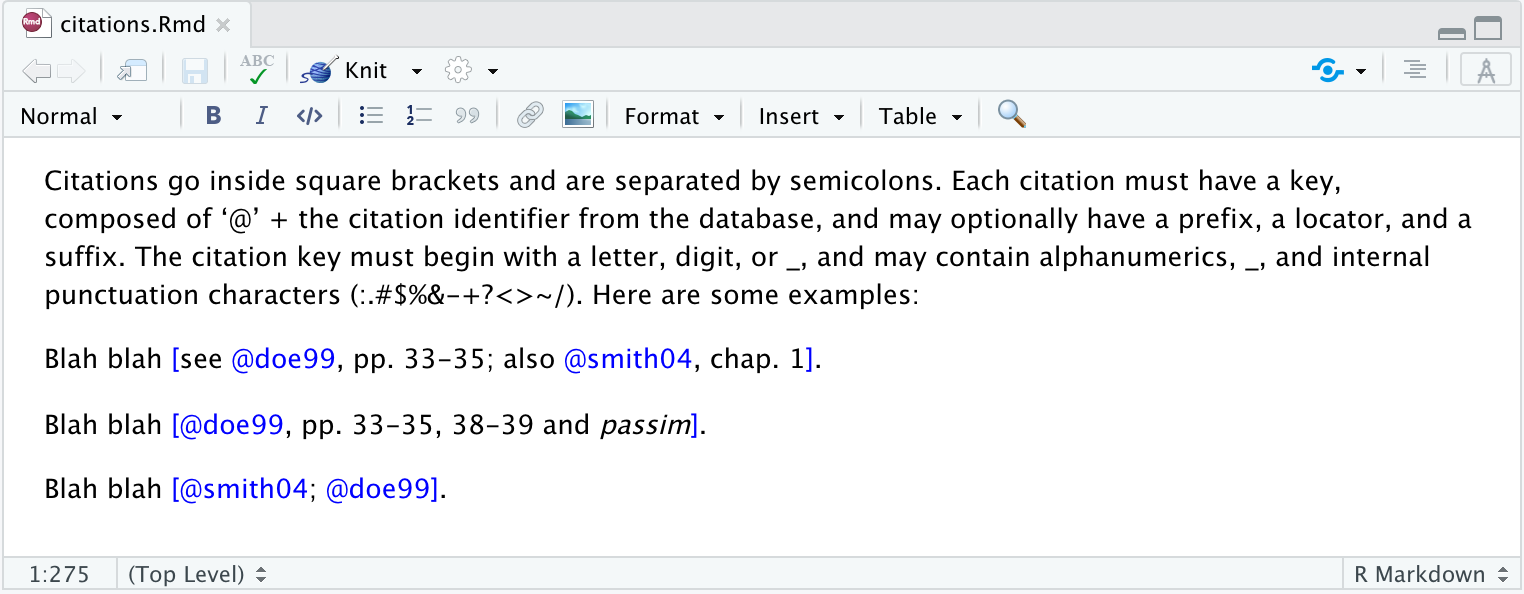 citations.Rmd
ABC Knit
Normal B I </> Format Insert Table
Citations go inside square brackets and are separated by semicolons. Each citation must have a key,
composed of ‘@’ + the citation identifier from the database, and may optionally have a prefix, a locator, and a
suffix. The citation key must begin with a letter, digit, or _, and may contain alphanumerics, _, and internal
punctuation characters (:.#$%&-+?<>~/). Here are some examples:
Blah blah [see @doe99, pp. 33-35; also @smith04, chap. 1].
Blah blah [@doe99, pp. 33-35, 38-39 and passim].
Blah blah [@smith04; @doe99].
1:275 (Top Level) R Markdown